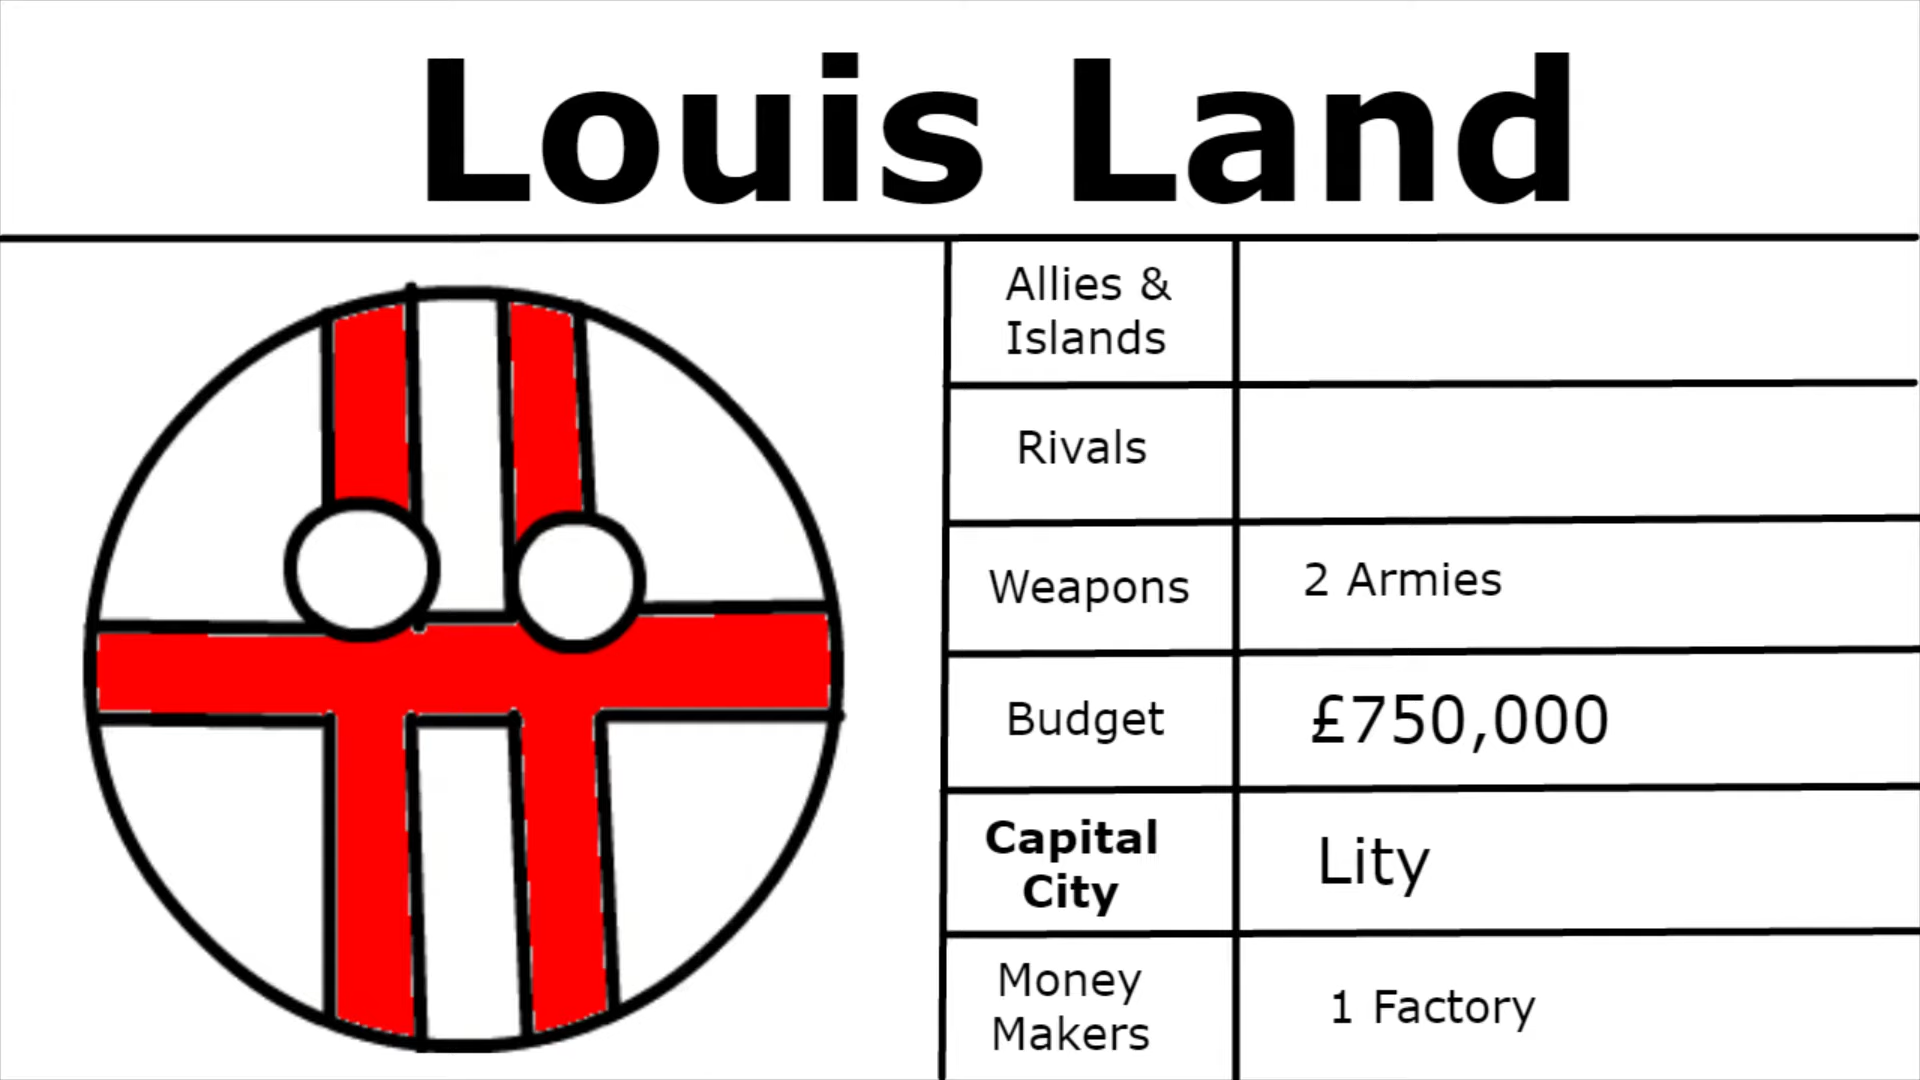 Louis Land
Allies &
Islands
Rivals
Weapons
2 Armies
Budget
£750,000
Capital
City
Lity
Money
Makers
1 Factory